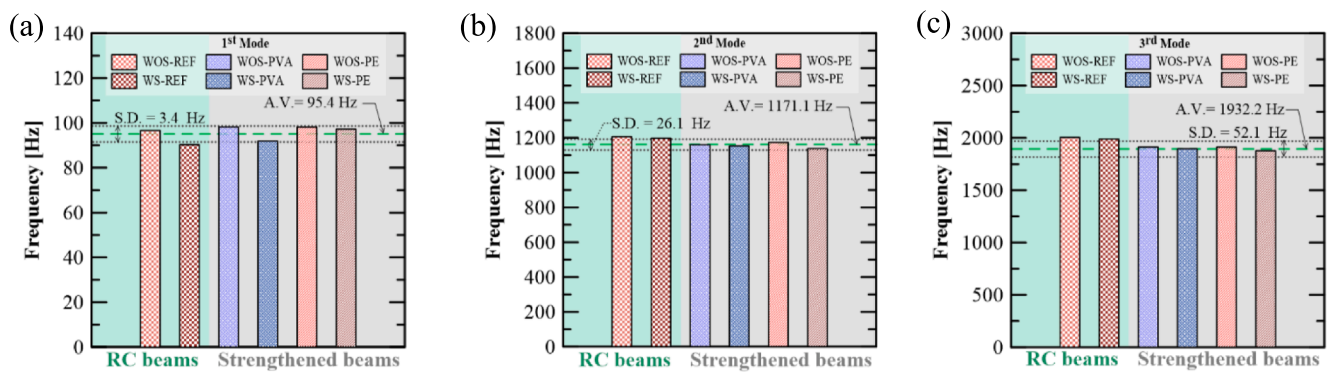 (a)
140
120
100
80
60
40
20
0
Frequency [Hz]
1st Mode
WOS-REF WOS-PVA WOS-PE
WS-REF WS-PVA WS-PE
A.V.= 95.4 Hz
S.D. = 3.4 Hz
RC beams Strengthened beams
(b)
1800
1600
1400
1200
1000
800
600
400
200
0
Frequency [Hz]
2nd Mode
WOS-REF WOS-PVA WOS-PE
WS-REF WS-PVA WS-PE
A.V.= 1171.1 Hz
S.D. = 26.1 Hz
RC beams Strengthened beams
(c)
3000
2500
2000
1500
1000
500
0
Frequency [Hz]
3rd Mode
WOS-REF WOS-PVA WOS-PE
WS-REF WS-PVA WS-PE
A.V.= 1932.2 Hz
S.D. = 52.1 Hz
RC beams Strengthened beams